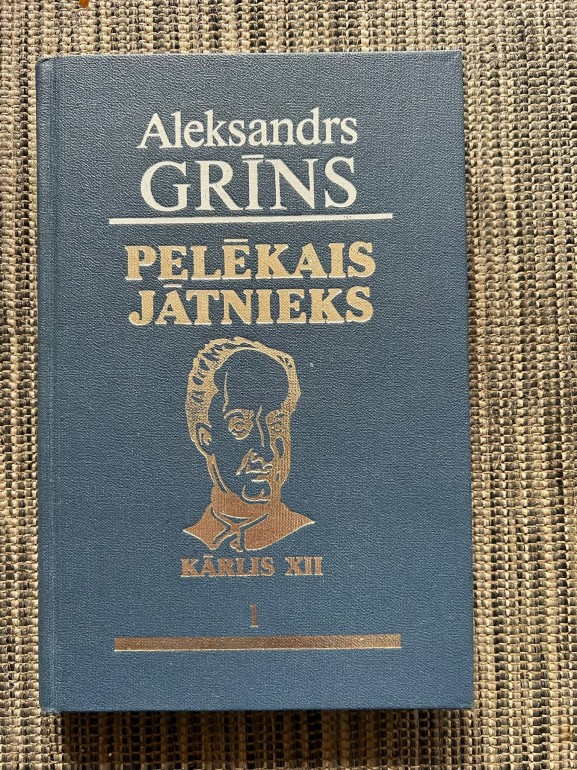 Aleksandrs
GRĪNS
PELĒKAIS
JĀTNIEKS
KĀRLIS XII
1